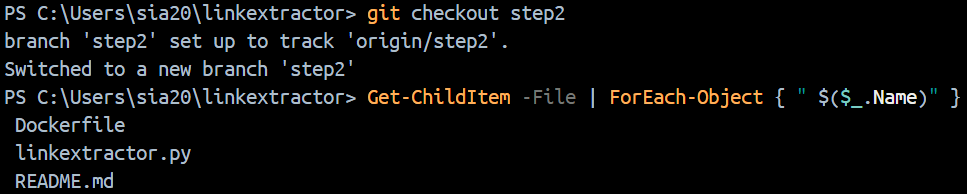 PS C:\Users\sia20\linkextractor> git checkout step2
branch 'step2' set up to track 'origin/step2'.
Switched to a new branch 'step2'
PS C:\Users\sia20\linkextractor> Get-ChildItem -File | ForEach-Object { " $($_.Name)" }
 Dockerfile
 linkextractor.py
 README.md